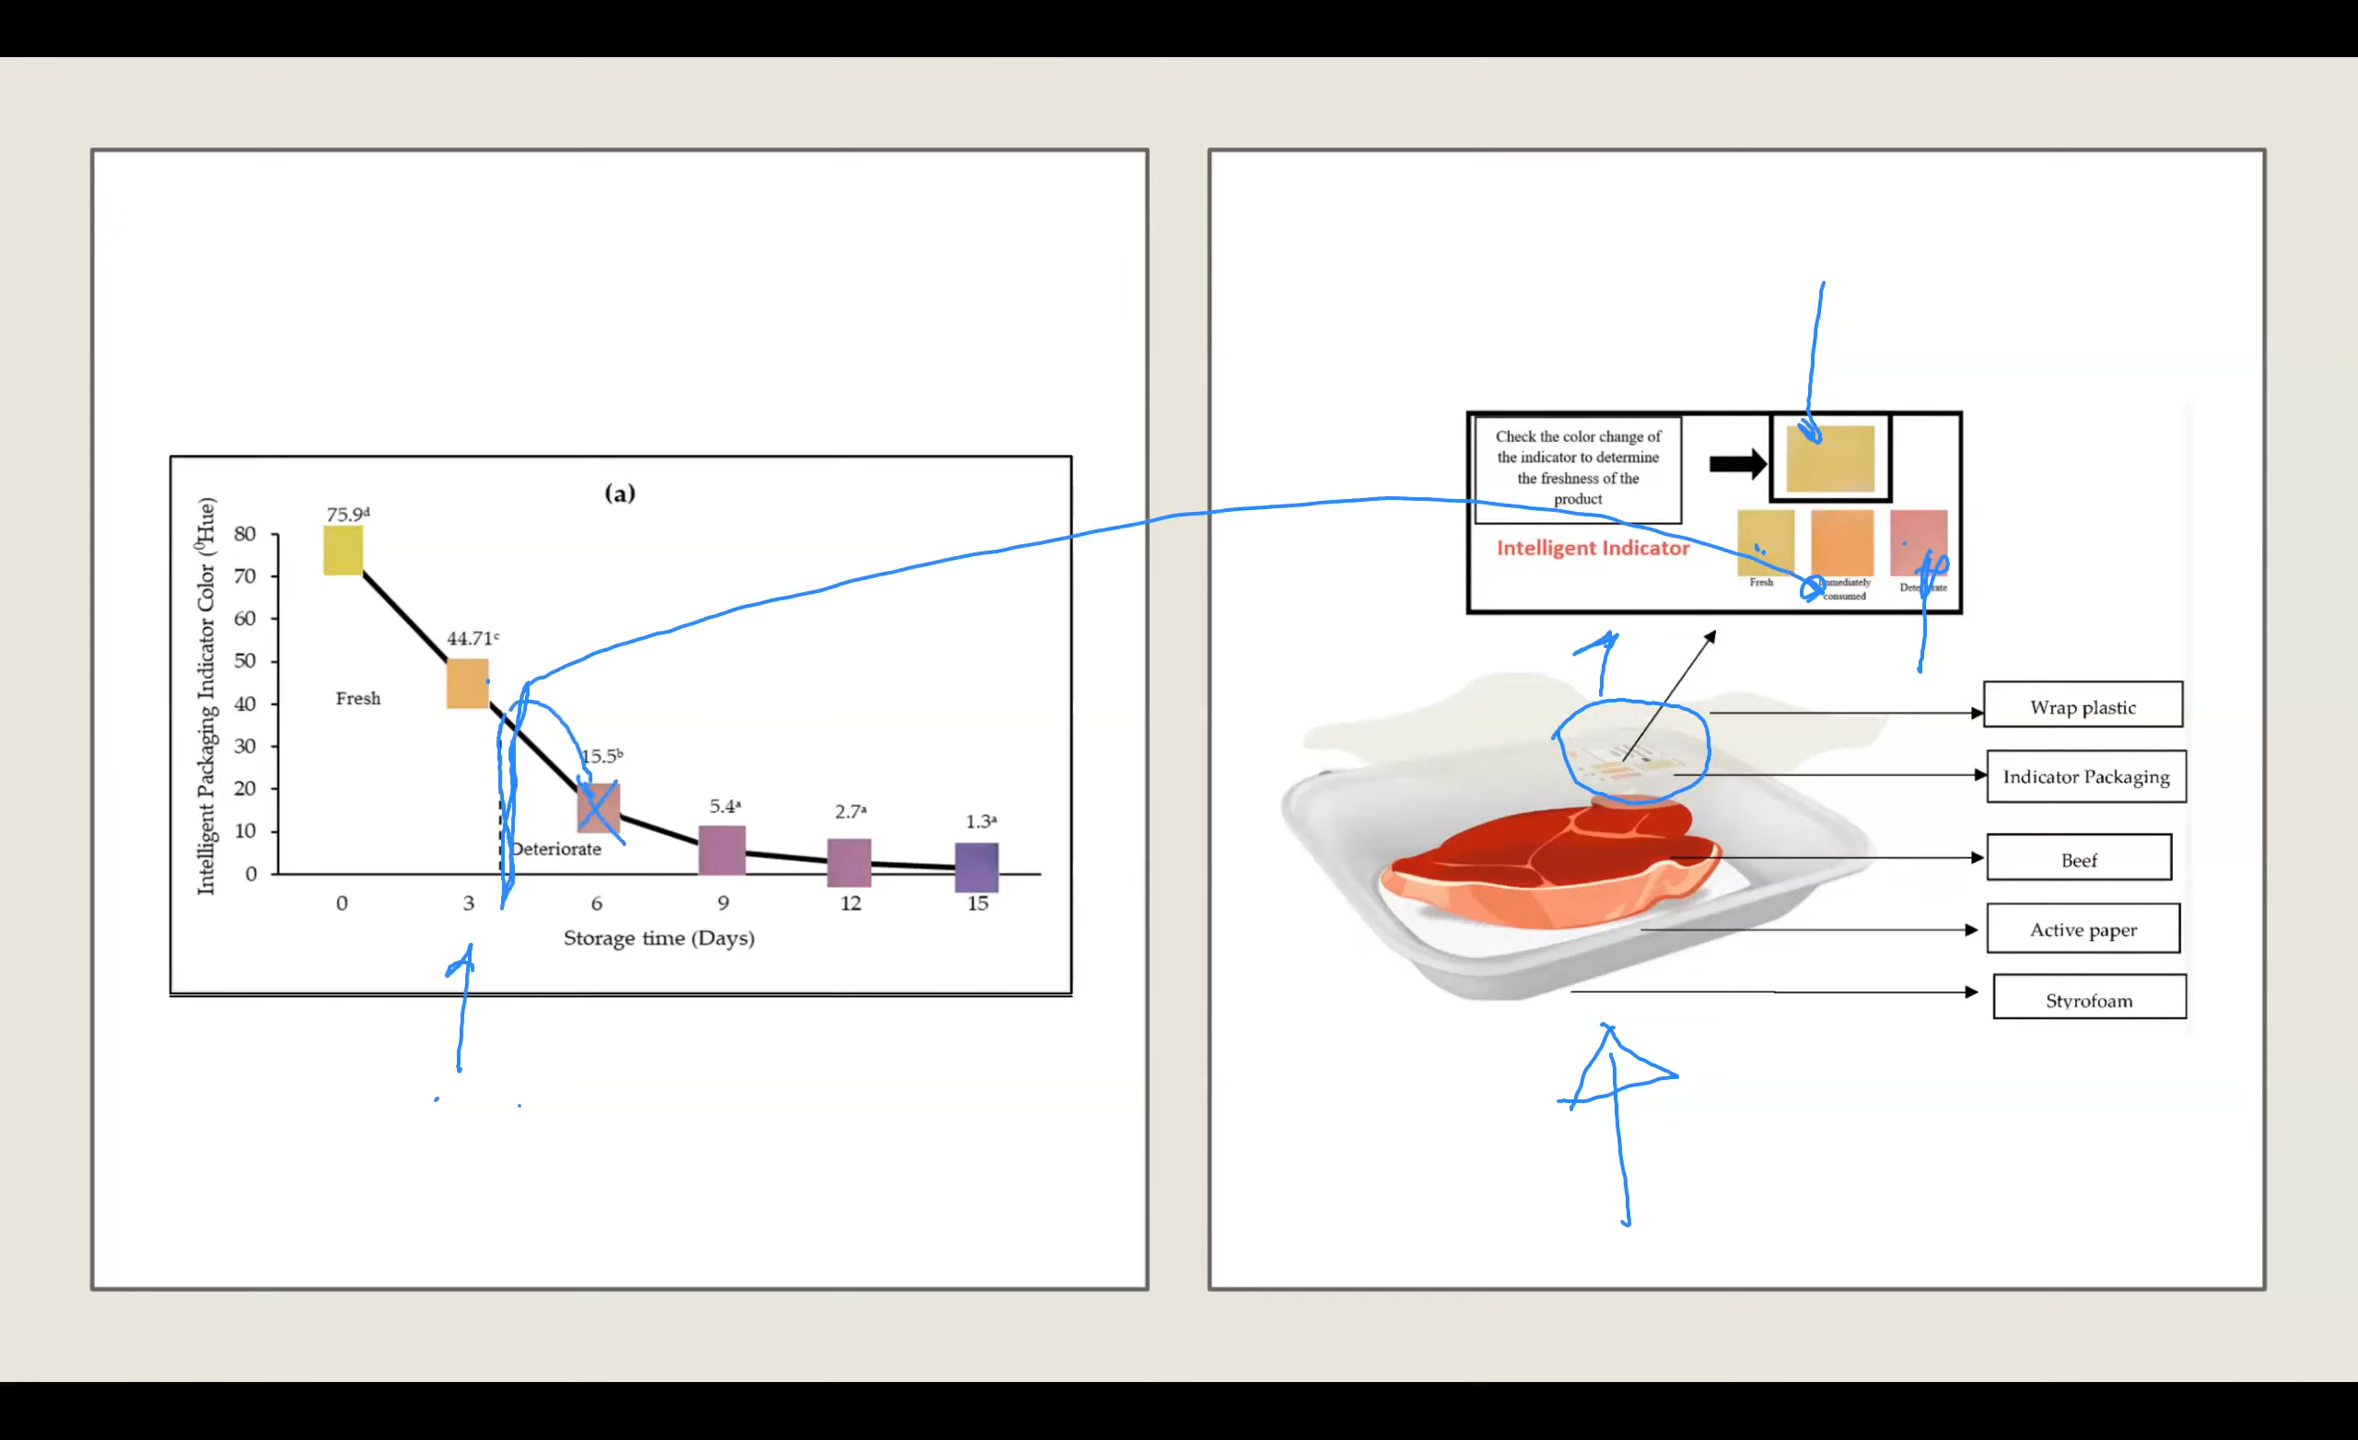 (a)
Intelligent Packaging Indicator Color (⁰Hue)
80
70
60
50
40
30
20
10
0
75.9ᵈ
44.71ᶜ
15.5ᵇ
5.4ᵃ
2.7ᵃ
1.3ᵃ
Fresh
Deteriorate
0 3 6 9 12 15
Storage time (Days)
Check the color change of
the indicator to determine
the freshness of the
product
Intelligent Indicator
Fresh
Immediately
consumed
Deteriorate
Wrap plastic
Indicator Packaging
Beef
Active paper
Styrofoam